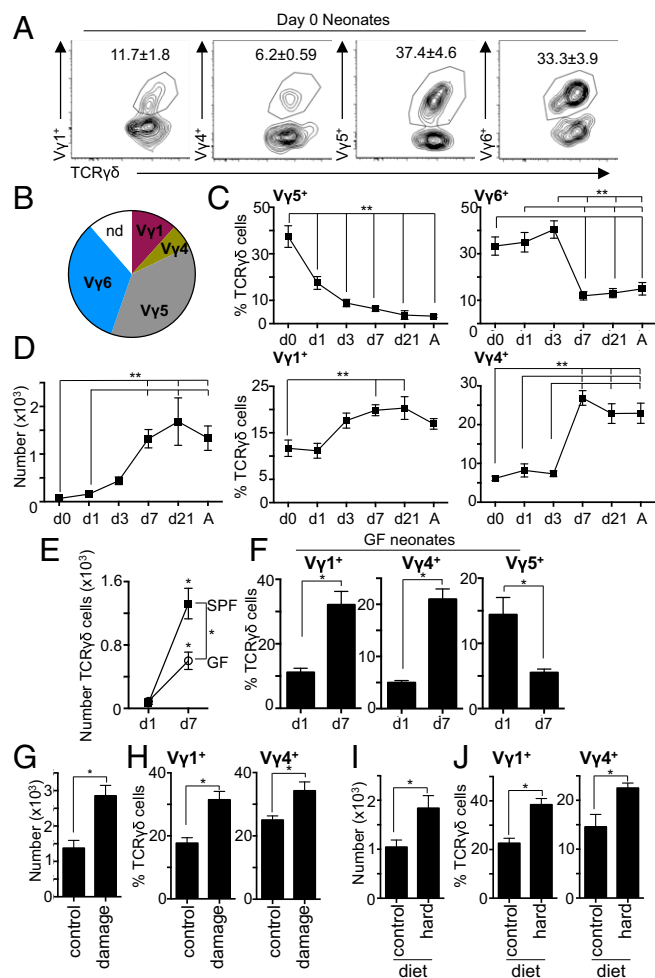 A
Day 0 Neonates
11.7±1.8
6.2±0.59
37.4±4.6
33.3±3.9
Vγ1+
Vγ4+
Vγ5+
Vγ6+
TCRγδ
B
nd
Vγ1
Vγ4
Vγ5
Vγ6
C
Vγ5+
**
% TCRγδ cells
50
30
10
0
d0 d1 d3 d7 d21 A
Vγ6+
**
50
30
10
0
d0 d1 d3 d7 d21 A
D
**
Number (x10³)
2
1
0
d0 d1 d3 d7 d21 A
Vγ1+
**
% TCRγδ cells
25
15
5
0
d0 d1 d3 d7 d21 A
Vγ4+
**
40
20
0
d0 d1 d3 d7 d21 A
E
Number TCRγδ cells (x10³)
1.6
0.8
0
*
SPF
*
*
GF
d1 d7
F
GF neonates
Vγ1+
Vγ4+
Vγ5+
% TCRγδ cells
40
20
0
*
d1 d7
20
10
0
*
d1 d7
20
10
5
0
*
d1 d7
G
Number (x10³)
3
2
1
0
*
control
damage
H
Vγ1+
% TCRγδ cells
40
20
0
*
control
damage
Vγ4+
40
20
0
*
control
damage
I
Number (x10³)
2
1
0
*
control
hard
diet
J
Vγ1+
% TCRγδ cells
40
20
0
*
control
hard
Vγ4+
20
10
0
*
control
hard
diet